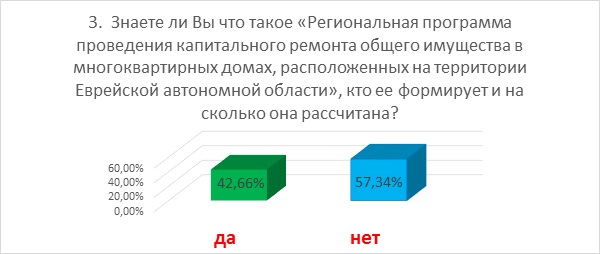 3. Знаете ли Вы что такое «Региональная программа
проведения капитального ремонта общего имущества в
многоквартирных домах, расположенных на территории
Еврейской автономной области», кто ее формирует и на
сколько она рассчитана?
60,00%
40,00%
20,00%
0,00%
42,66%
57,34%
да
нет